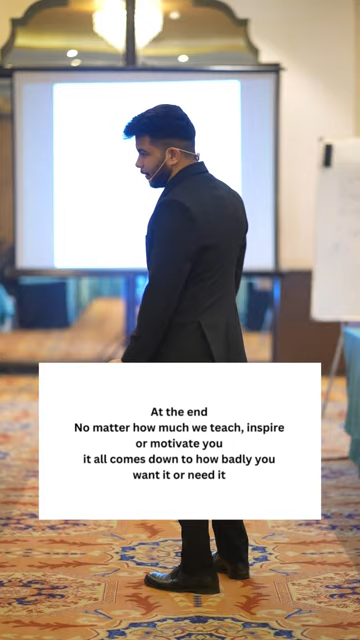 At the end
No matter how much we teach, inspire
or motivate you
it all comes down to how badly you
want it or need it